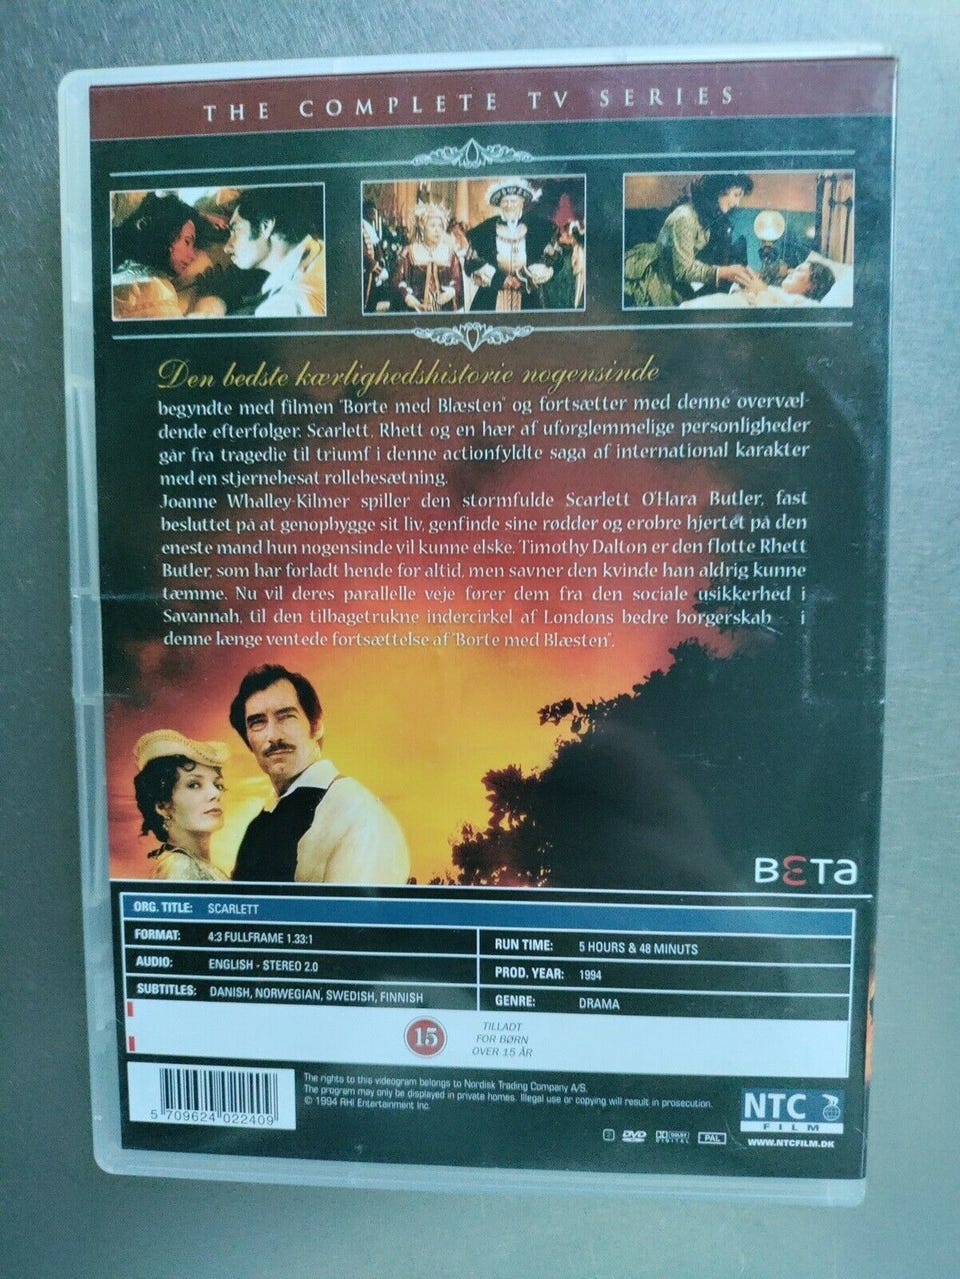 THE COMPLETE TV SERIES
Den bedste kærlighedshistorie nogensinde
begyndte med filmen "Borte med Blæsten" og fortsætter med denne overvæl-
dende efterfølger. Scarlett, Rhett og en hær af uforglemmelige personligheder
går fra tragedie til triumf i denne actionfyldte saga af international karakter
med en stjernebesat rollebesætning.
Joanne Whalley-Kilmer spiller den stormfulde Scarlett O'Hara Butler, fast
besluttet på at genopbygge sit liv, genfinde sine rødder og erobre hjertet på den
eneste mand hun nogensinde vil kunne elske. Timothy Dalton er den flotte Rhett
Butler, som har forladt hende for altid, men savner den kvinde han aldrig kunne
tæmme. Nu vil deres parallelle veje fører dem fra den sociale usikkerhed i
Savannah, til den tilbagetrukne indercirkel af Londons bedre borgerskab i
denne længe ventede fortsættelse af "Borte med Blæsten".
BETA
ORG. TITLE: SCARLETT
FORMAT: 4:3 FULLFRAME 1.33:1
AUDIO: ENGLISH - STEREO 2.0
SUBTITLES: DANISH, NORWEGIAN, SWEDISH, FINNISH
RUN TIME: 5 HOURS & 48 MINUTS
PROD. YEAR: 1994
GENRE: DRAMA
15
TILLADT
FOR BØRN
OVER 15 ÅR
5 709624 022409
The rights to this videogram belongs to Nordisk Trading Company A/S.
The program may only be displayed in private homes. Illegal use or copying will result in prosecution.
© 1994 RHI Entertainment Inc.
2 DVD DOLBY DIGITAL PAL
NTC
FILM
WWW.NTCFILM.DK